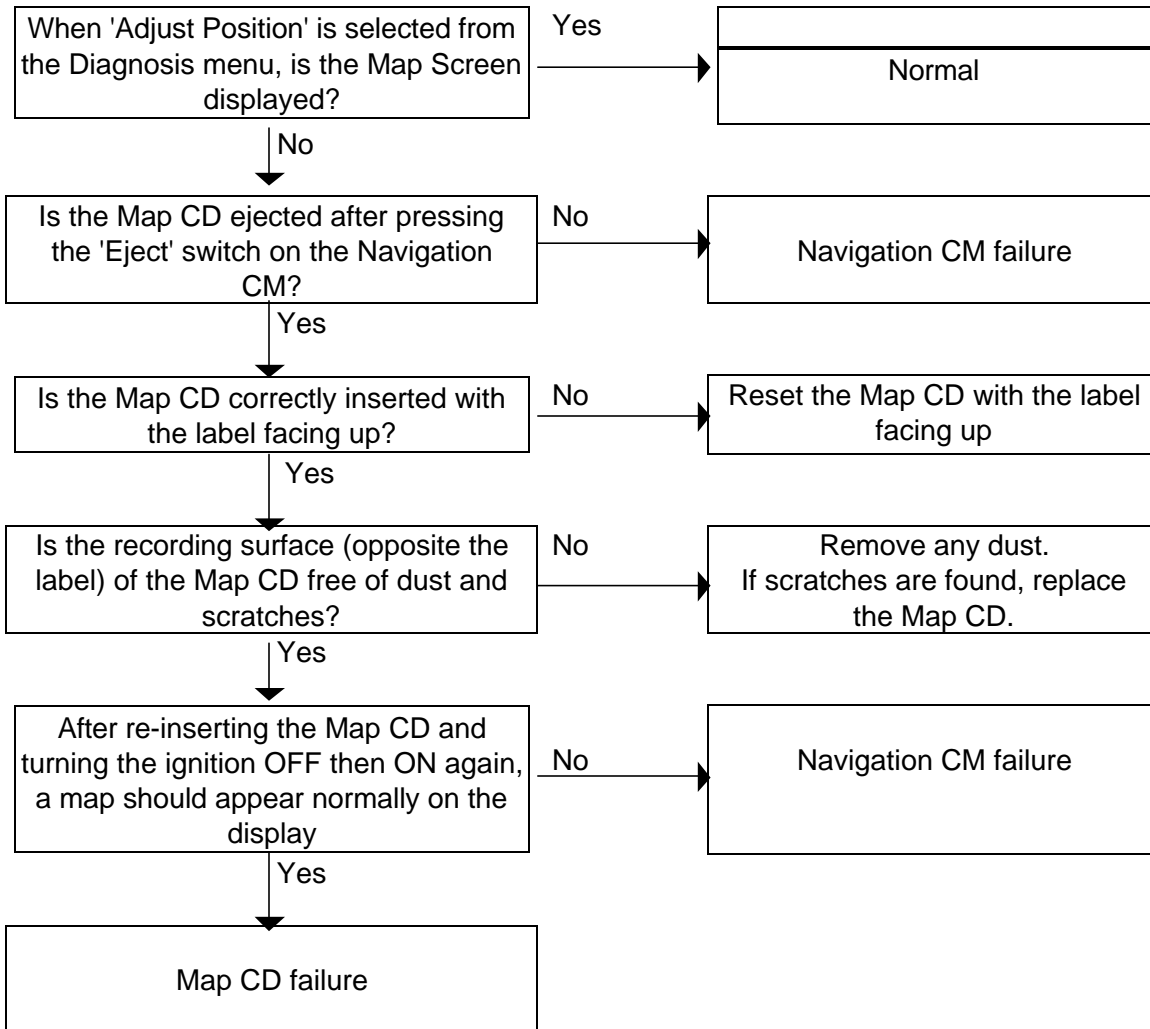 When 'Adjust Position' is selected from
the Diagnosis menu, is the Map Screen
displayed?
Yes
Normal
No
Is the Map CD ejected after pressing
the 'Eject' switch on the Navigation
CM?
No
Navigation CM failure
Yes
Is the Map CD correctly inserted with
the label facing up?
No
Reset the Map CD with the label
facing up
Yes
Is the recording surface (opposite the
label) of the Map CD free of dust and
scratches?
No
Remove any dust.
If scratches are found, replace
the Map CD.
Yes
After re-inserting the Map CD and
turning the ignition OFF then ON again,
a map should appear normally on the
display
No
Navigation CM failure
Yes
Map CD failure